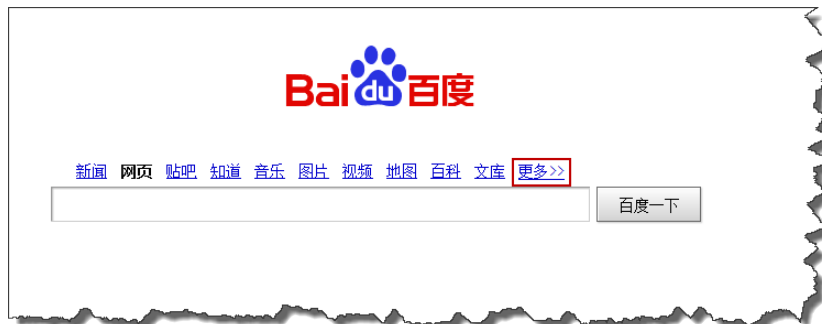 Bai du 百度
新闻 网页 贴吧 知道 音乐 图片 视频 地图 百科 文库 更多>>
百度一下